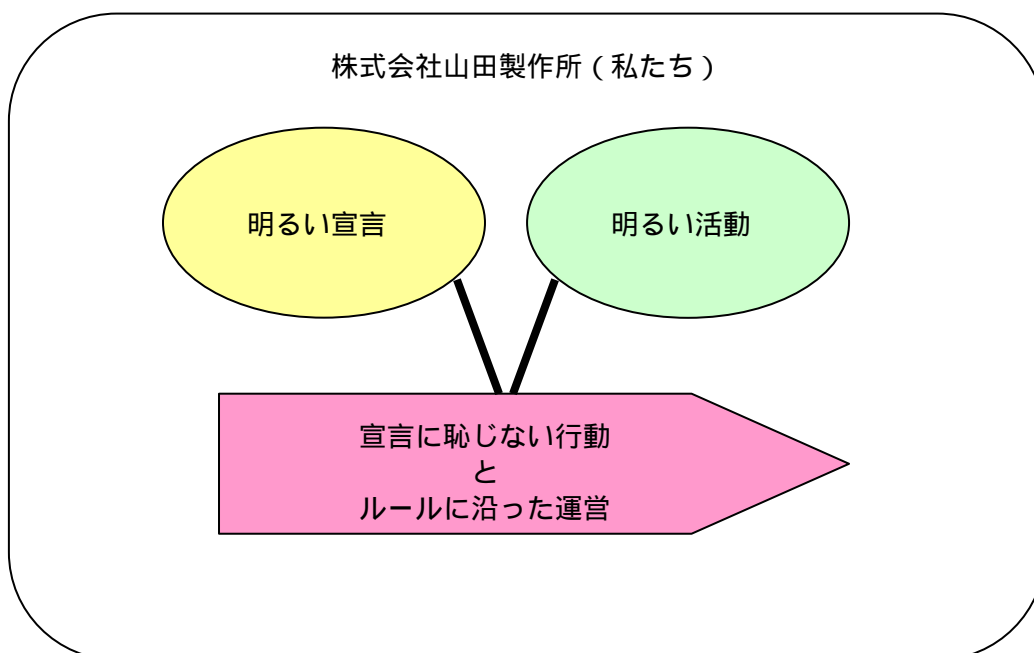 株式会社山田製作所(私たち)
明るい宣言
明るい活動
宣言に恥じない行動
と
ルールに沿った運営